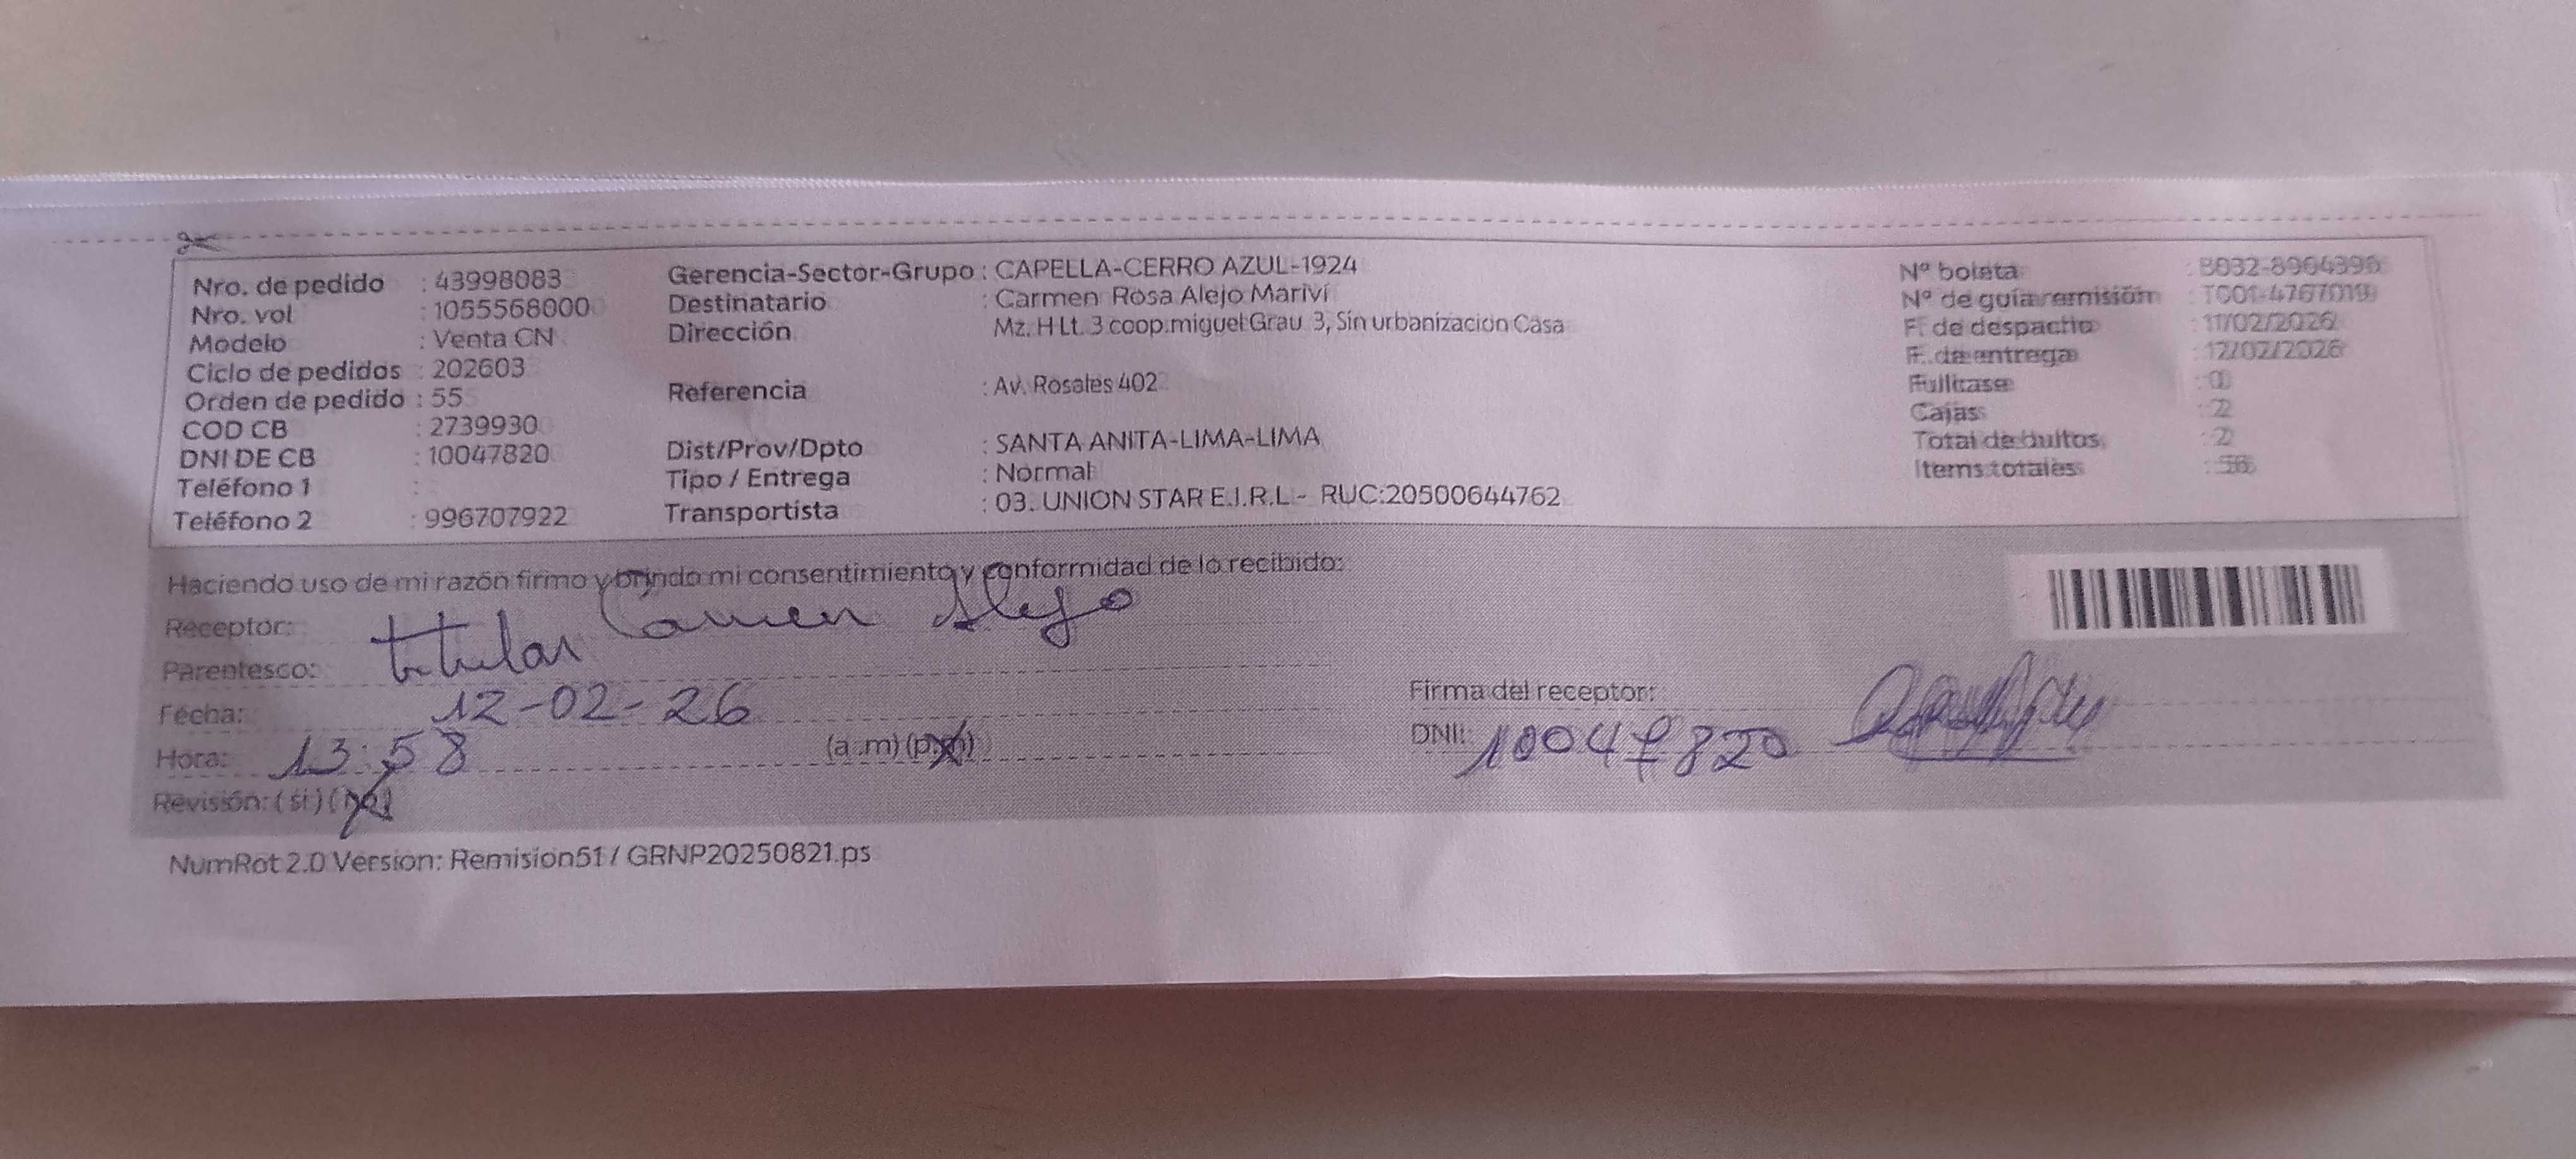 Nro. de pedido : 43998083
Nro. vol : 1055568000
Modelo : Venta CN
Ciclo de pedidos : 202603
Orden de pedido : 55
COD CB : 2739930
DNI DE CB : 10047820
Teléfono 1 :
Teléfono 2 : 996707922
Gerencia-Sector-Grupo : CAPELLA-CERRO AZUL-1924
Destinatario : Carmen Rosa Alejo Mariví
Dirección Mz. H Lt. 3 coop.miguel Grau 3, Sin urbanización Casa
Referencia : Av. Rosales 402
Dist/Prov/Dpto : SANTA ANITA-LIMA-LIMA
Tipo / Entrega : Normal
Transportista : 03. UNION STAR E.I.R.L - RUC:20500644762
Nº boleta :
Nº de guía remisión : T001-4767019
F. de despacho : 11/02/2026
F. de entrega : 12/02/2026
Fullcase : 0
Cajas : 2
Total de bultos : 2
Items totales :
Haciendo uso de mi razón firmo y brindo mi consentimiento y conformidad de lo recibido:
Receptor: Carmen Alejo
Parentesco: titular
Fecha: 12-02-26
Hora: 13:58 (a.m) (p.m)
Revisión: (si) (no)
Firma del receptor:
DNI: 10047820
NumRot 2.0 Version: Remision51 / GRNP20250821.ps